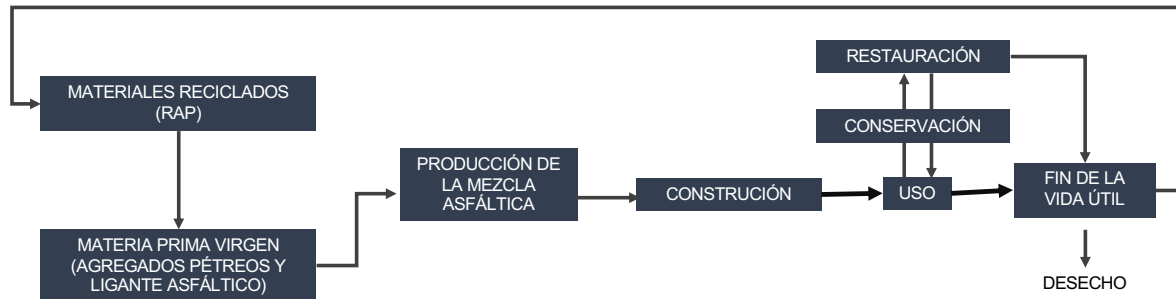 MATERIALES RECICLADOS
(RAP)
MATERIA PRIMA VIRGEN
(AGREGADOS PÉTREOS Y
LIGANTE ASFÁLTICO)
PRODUCCIÓN DE
LA MEZCLA
ASFÁLTICA
CONSTRUCIÓN
RESTAURACIÓN
CONSERVACIÓN
USO
FIN DE LA
VIDA ÚTIL
DESECHO